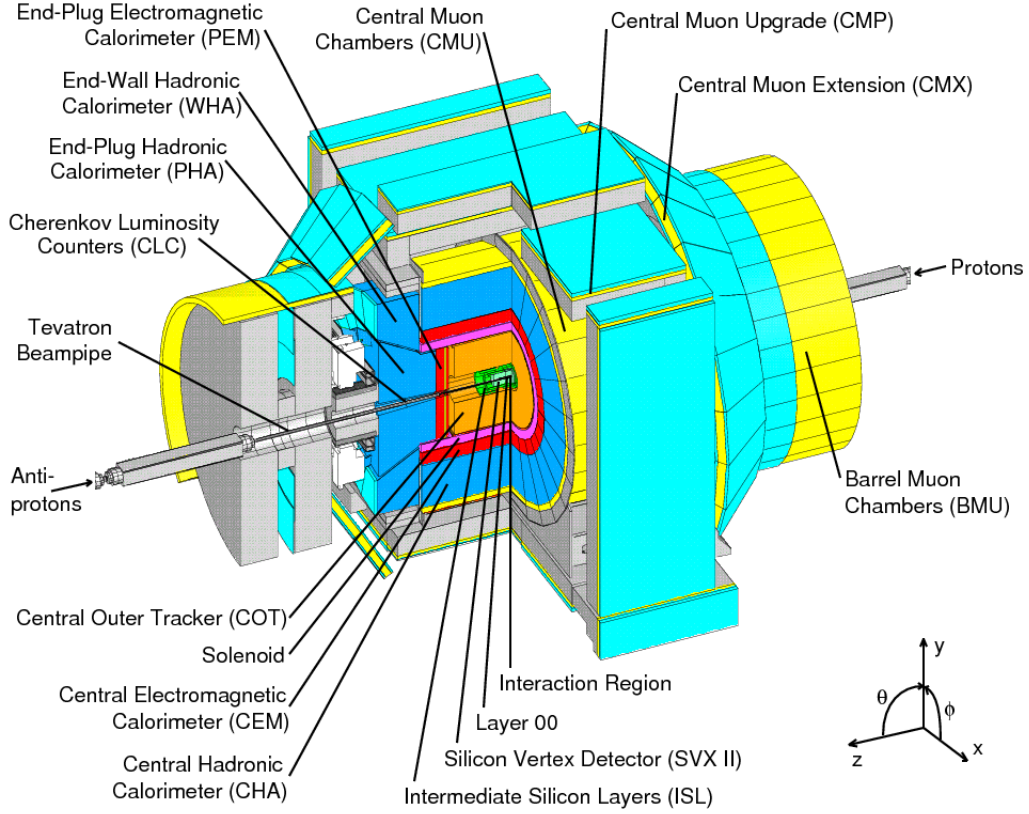 End-Plug Electromagnetic
Calorimeter (PEM)
Central Muon
Chambers (CMU)
Central Muon Upgrade (CMP)
End-Wall Hadronic
Calorimeter (WHA)
Central Muon Extension (CMX)
End-Plug Hadronic
Calorimeter (PHA)
Cherenkov Luminosity
Counters (CLC)
Protons
Tevatron
Beampipe
Anti-
protons
Barrel Muon
Chambers (BMU)
Central Outer Tracker (COT)
Solenoid
Interaction Region
Central Electromagnetic
Calorimeter (CEM)
Layer 00
Silicon Vertex Detector (SVX II)
Central Hadronic
Calorimeter (CHA)
Intermediate Silicon Layers (ISL)
y
θ
ϕ
z
x